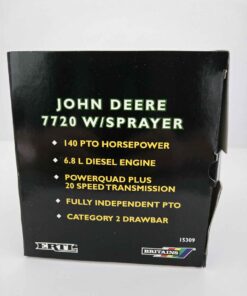 JOHN DEERE
7720 W/SPRAYER
• 140 PTO HORSEPOWER
• 6.8 L DIESEL ENGINE
• POWERQUAD PLUS
20 SPEED TRANSMISSION
• FULLY INDEPENDENT PTO
• CATEGORY 2 DRAWBAR
15309
ERTL
BRITAINS